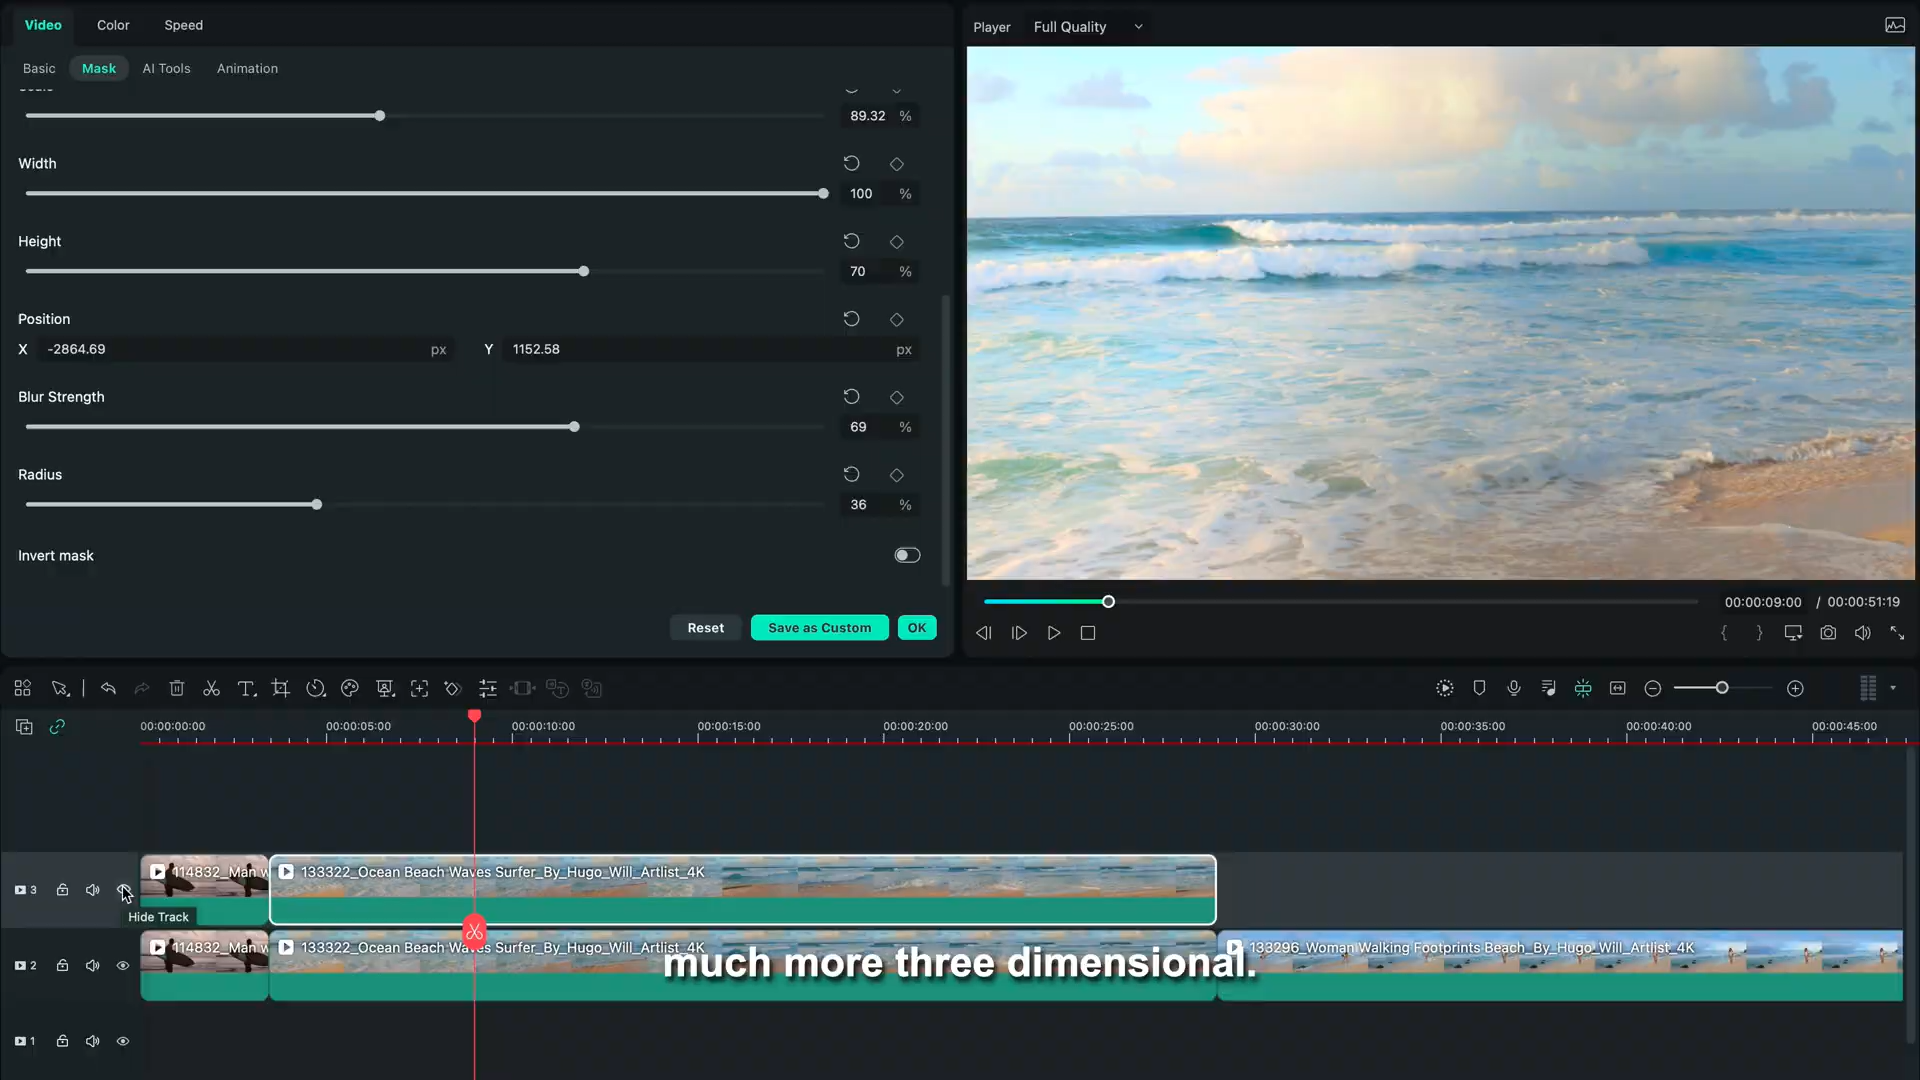 Video Color Speed
Player Full Quality
Basic Mask AI Tools Animation
89.32 %
Width
100 %
Height
70 %
Position
X -2864.69 px Y 1152.58 px
Blur Strength
69 %
Radius
36 %
Invert mask
Reset Save as Custom OK
00:00:09:00 / 00:00:51:19
00:00:00:00 00:00:05:00 00:00:10:00 00:00:15:00 00:00:20:00 00:00:25:00 00:00:30:00 00:00:35:00 00:00:40:00 00:00:45:00
114832_Man w 133322_Ocean Beach Waves Surfer_By_Hugo_Will_Artlist_4K
3
Hide Track
114832_Man w 133322_Ocean Beach Waves Surfer_By_Hugo_Will_Artlist_4K 133296_Woman Walking Footprints Beach_By_Hugo_Will_Artlist_4K
2
much more three dimensional.
1